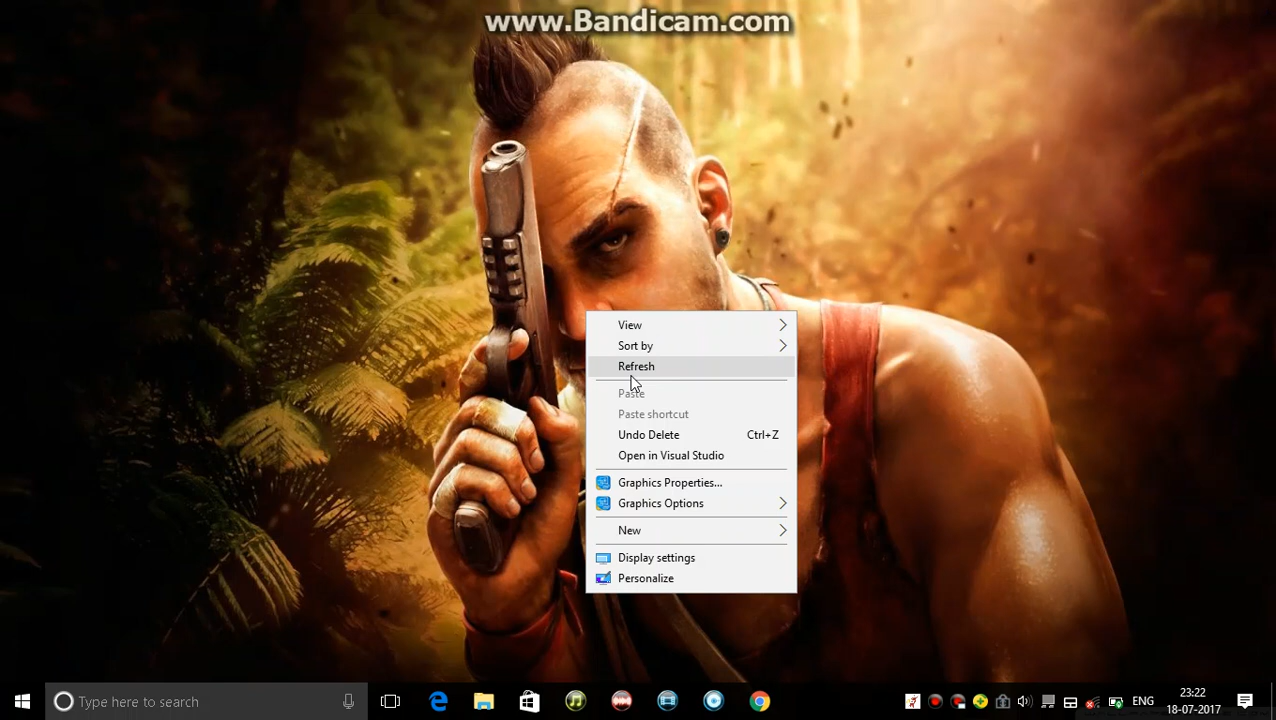 www.Bandicam.com
View
Sort by
Refresh
Paste
Paste shortcut
Undo Delete Ctrl+Z
Open in Visual Studio
Graphics Properties...
Graphics Options
New
Display settings
Personalize
Type here to search
ENG
23:22
18-07-2017